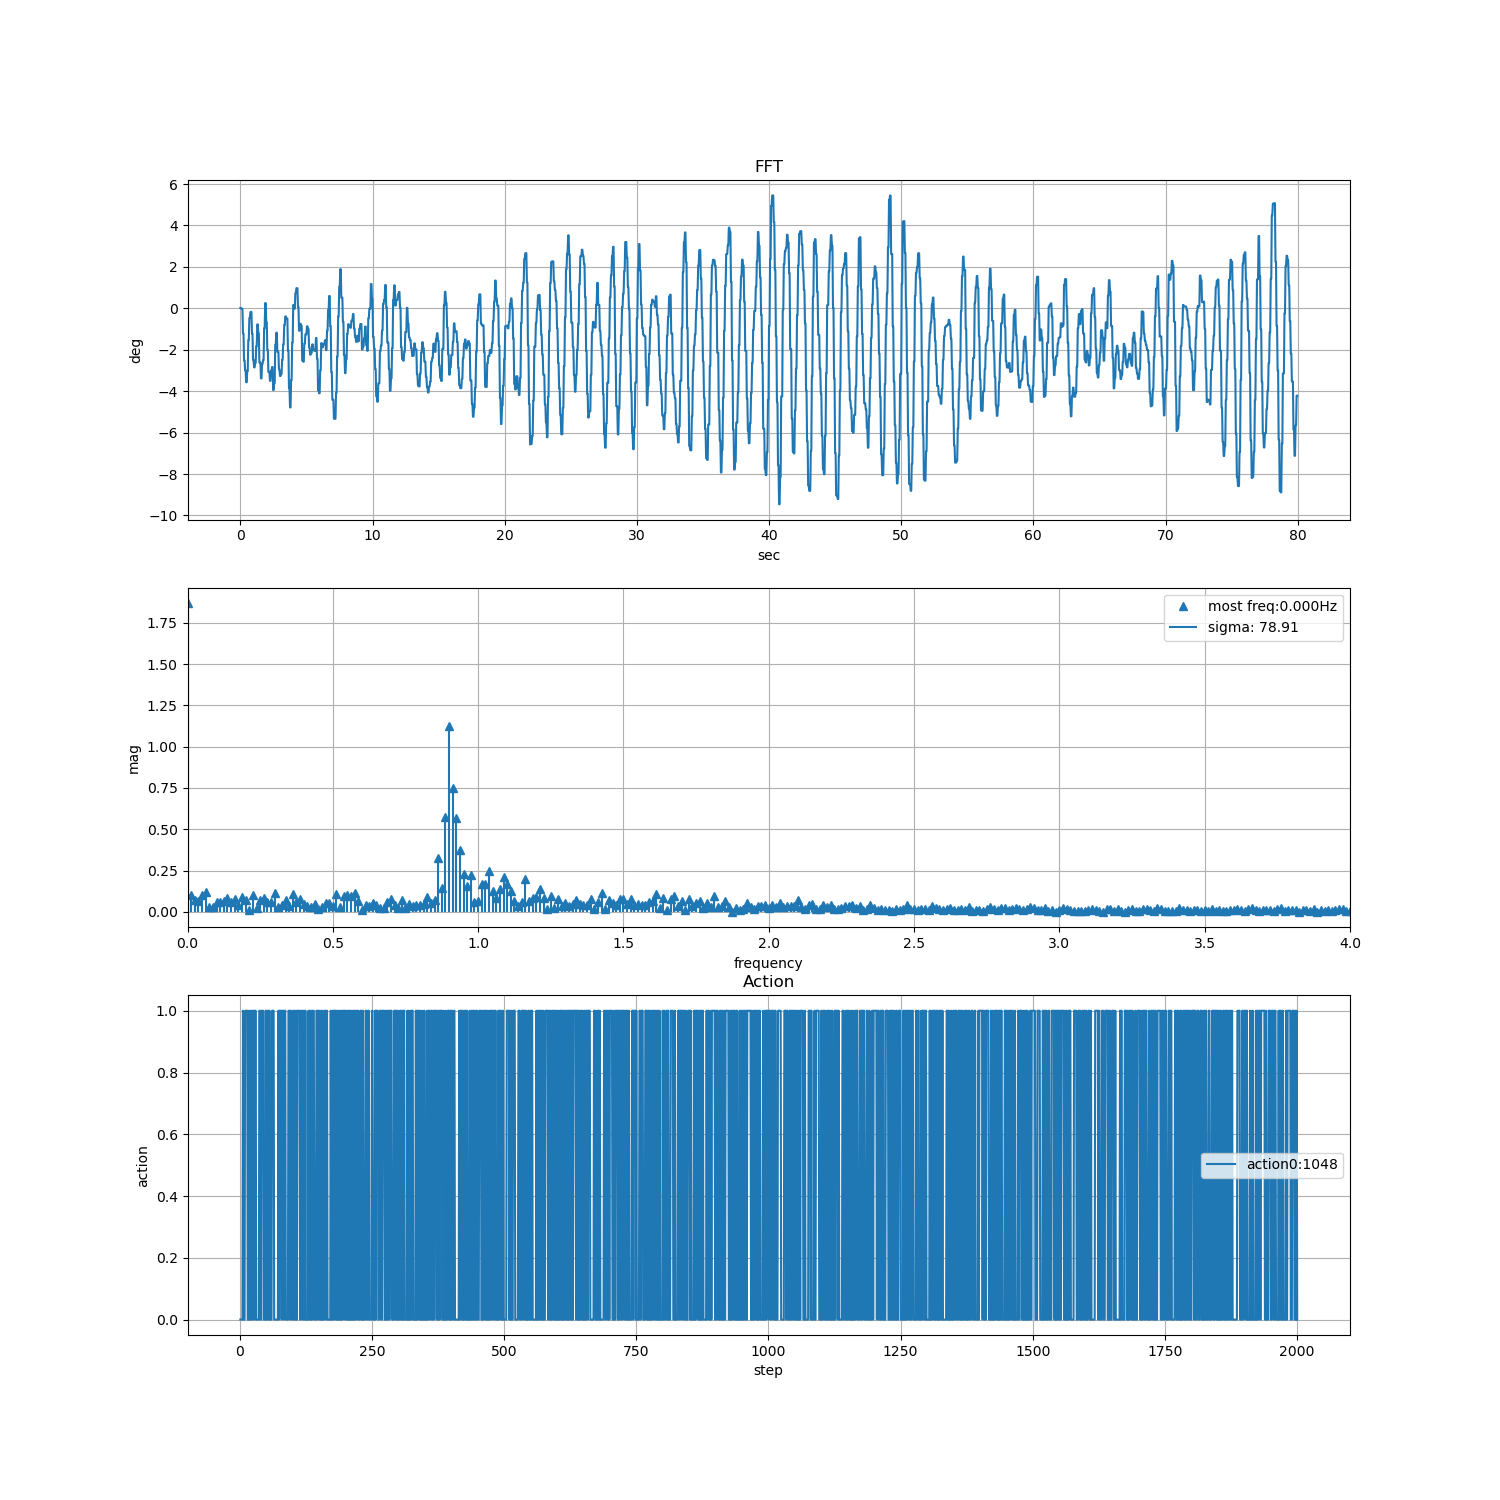 FFT
6
4
2
0
−2
−4
−6
−8
−10
deg
0 10 20 30 40 50 60 70 80
sec
most freq:0.000Hz
sigma: 78.91
1.75
1.50
1.25
1.00
0.75
0.50
0.25
0.00
mag
0.0 0.5 1.0 1.5 2.0 2.5 3.0 3.5 4.0
frequency
Action
1.0
0.8
0.6
0.4
0.2
0.0
action
action0:1048
0 250 500 750 1000 1250 1500 1750 2000
step